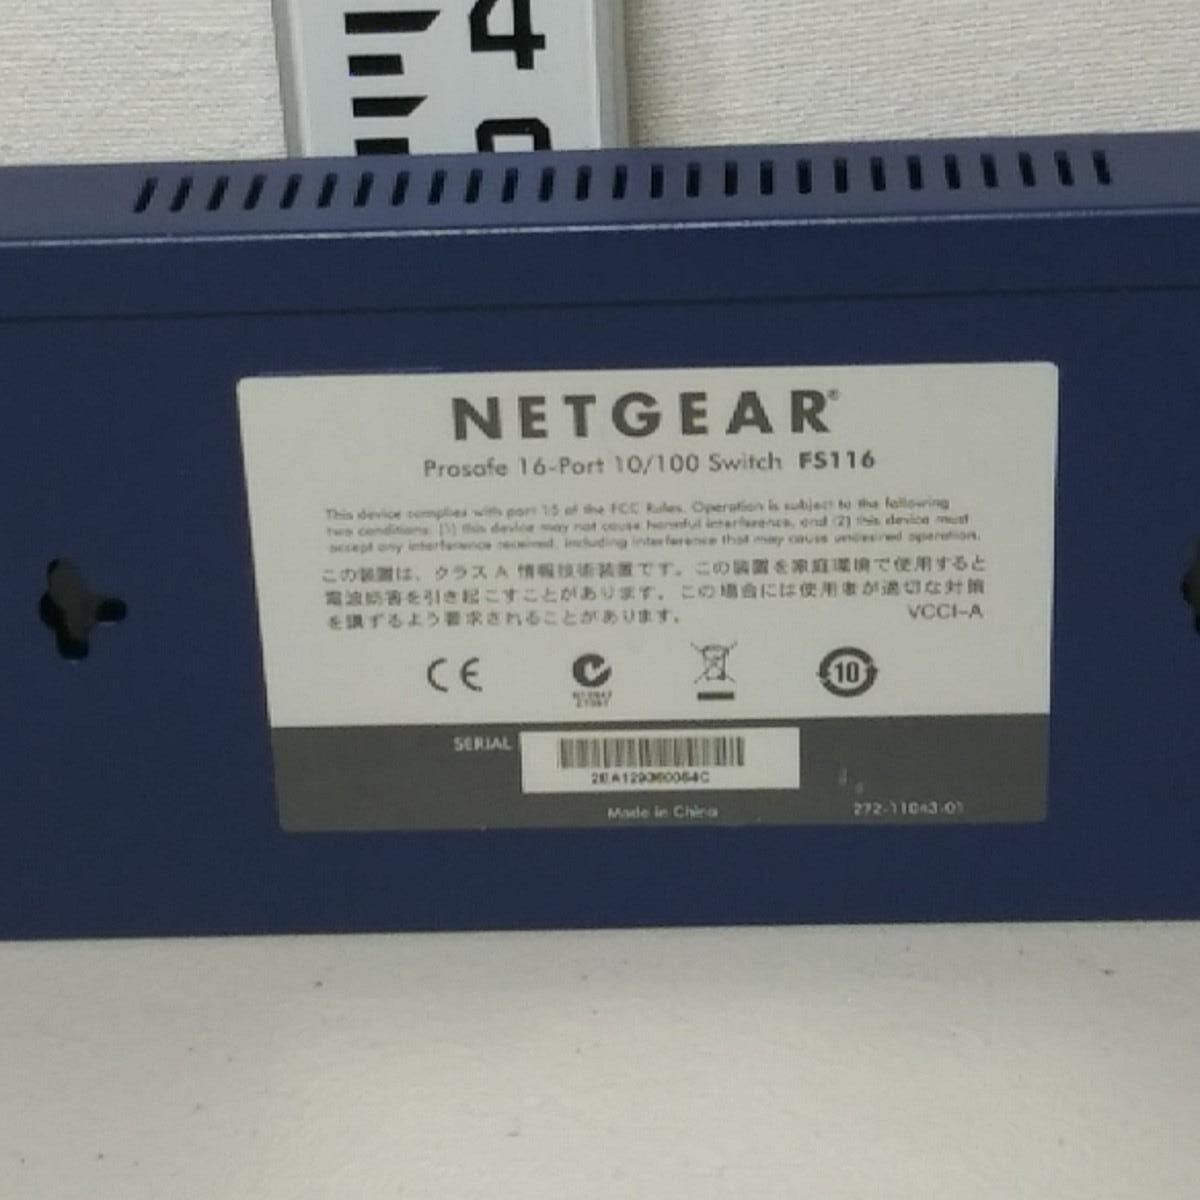 4
NETGEAR®
Prosafe 16-Port 10/100 Switch FS116
This device complies with part 15 of the FCC Rules. Operation is subject to the following
two conditions: (1) this device may not cause harmful interference, and (2) this device must
accept any interference received, including interference that may cause undesired operation.
この装置は、クラス A 情報技術装置です。この装置を家庭環境で使用すると
電波妨害を引き起こすことがあります。この場合には使用者が適切な対策
を講ずるよう要求されることがあります。 VCCI-A
CE
10
SERIAL
Made in China
272-11043-01